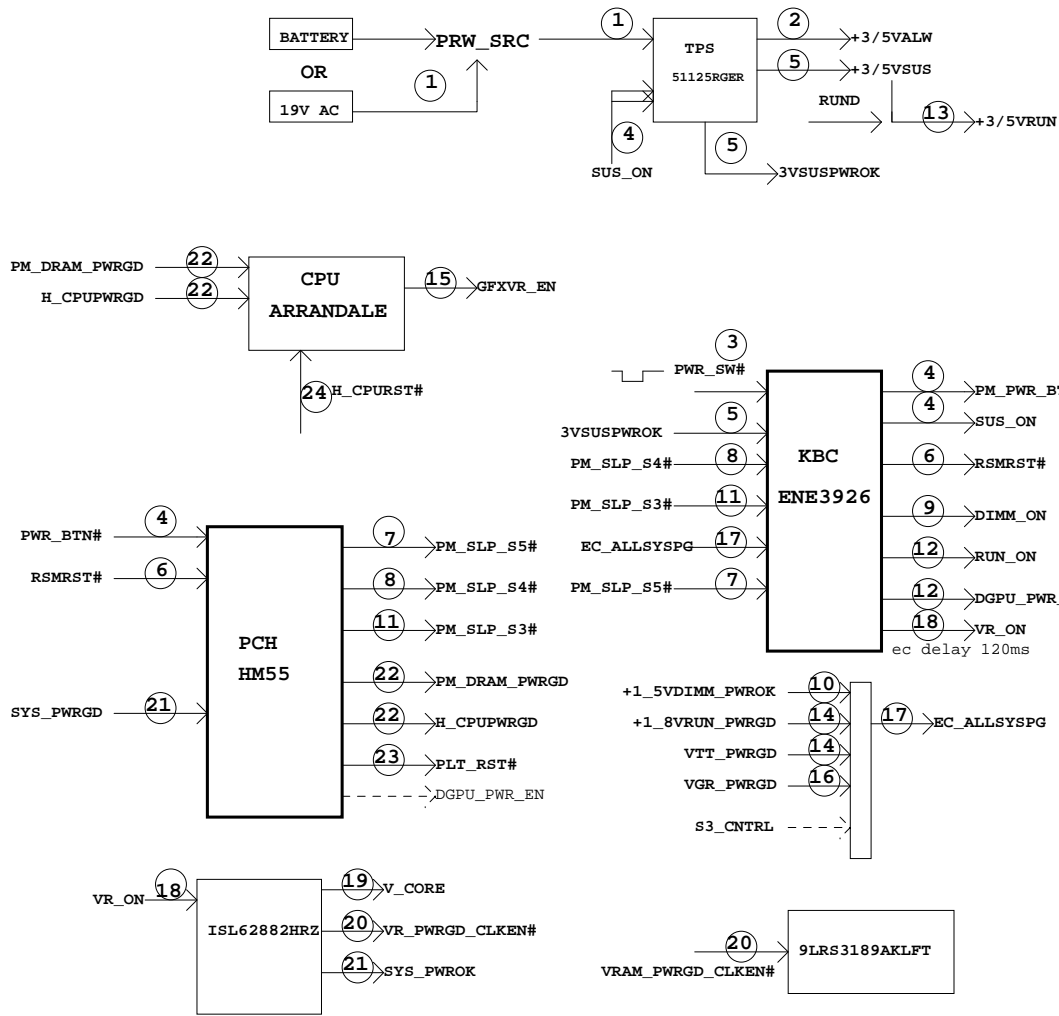 BATTERY
OR
19V AC
1
PRW_SRC
1
TPS
51125RGER
2
+3/5VALW
5
+3/5VSUS
RUND
13
+3/5VRUN
4
SUS_ON
5
3VSUSPWROK
PM_DRAM_PWRGD
22
H_CPUPWRGD
22
CPU
ARRANDALE
15
GFXVR_EN
24
H_CPURST#
3
PWR_SW#
5
3VSUSPWROK
8
PM_SLP_S4#
11
PM_SLP_S3#
17
EC_ALLSYSPG
7
PM_SLP_S5#
KBC
ENE3926
4
PM_PWR_BT
4
SUS_ON
6
RSMRST#
9
DIMM_ON
12
RUN_ON
12
DGPU_PWR_
18
VR_ON
ec delay 120ms
PWR_BTN#
4
RSMRST#
6
SYS_PWRGD
21
PCH
HM55
7
PM_SLP_S5#
8
PM_SLP_S4#
11
PM_SLP_S3#
22
PM_DRAM_PWRGD
22
H_CPUPWRGD
23
PLT_RST#
DGPU_PWR_EN
+1_5VDIMM_PWROK
10
+1_8VRUN_PWRGD
14
VTT_PWRGD
14
VGR_PWRGD
16
S3_CNTRL
17
EC_ALLSYSPG
VR_ON
18
ISL62882HRZ
19
V_CORE
20
VR_PWRGD_CLKEN#
21
SYS_PWROK
20
VRAM_PWRGD_CLKEN#
9LRS3189AKLFT